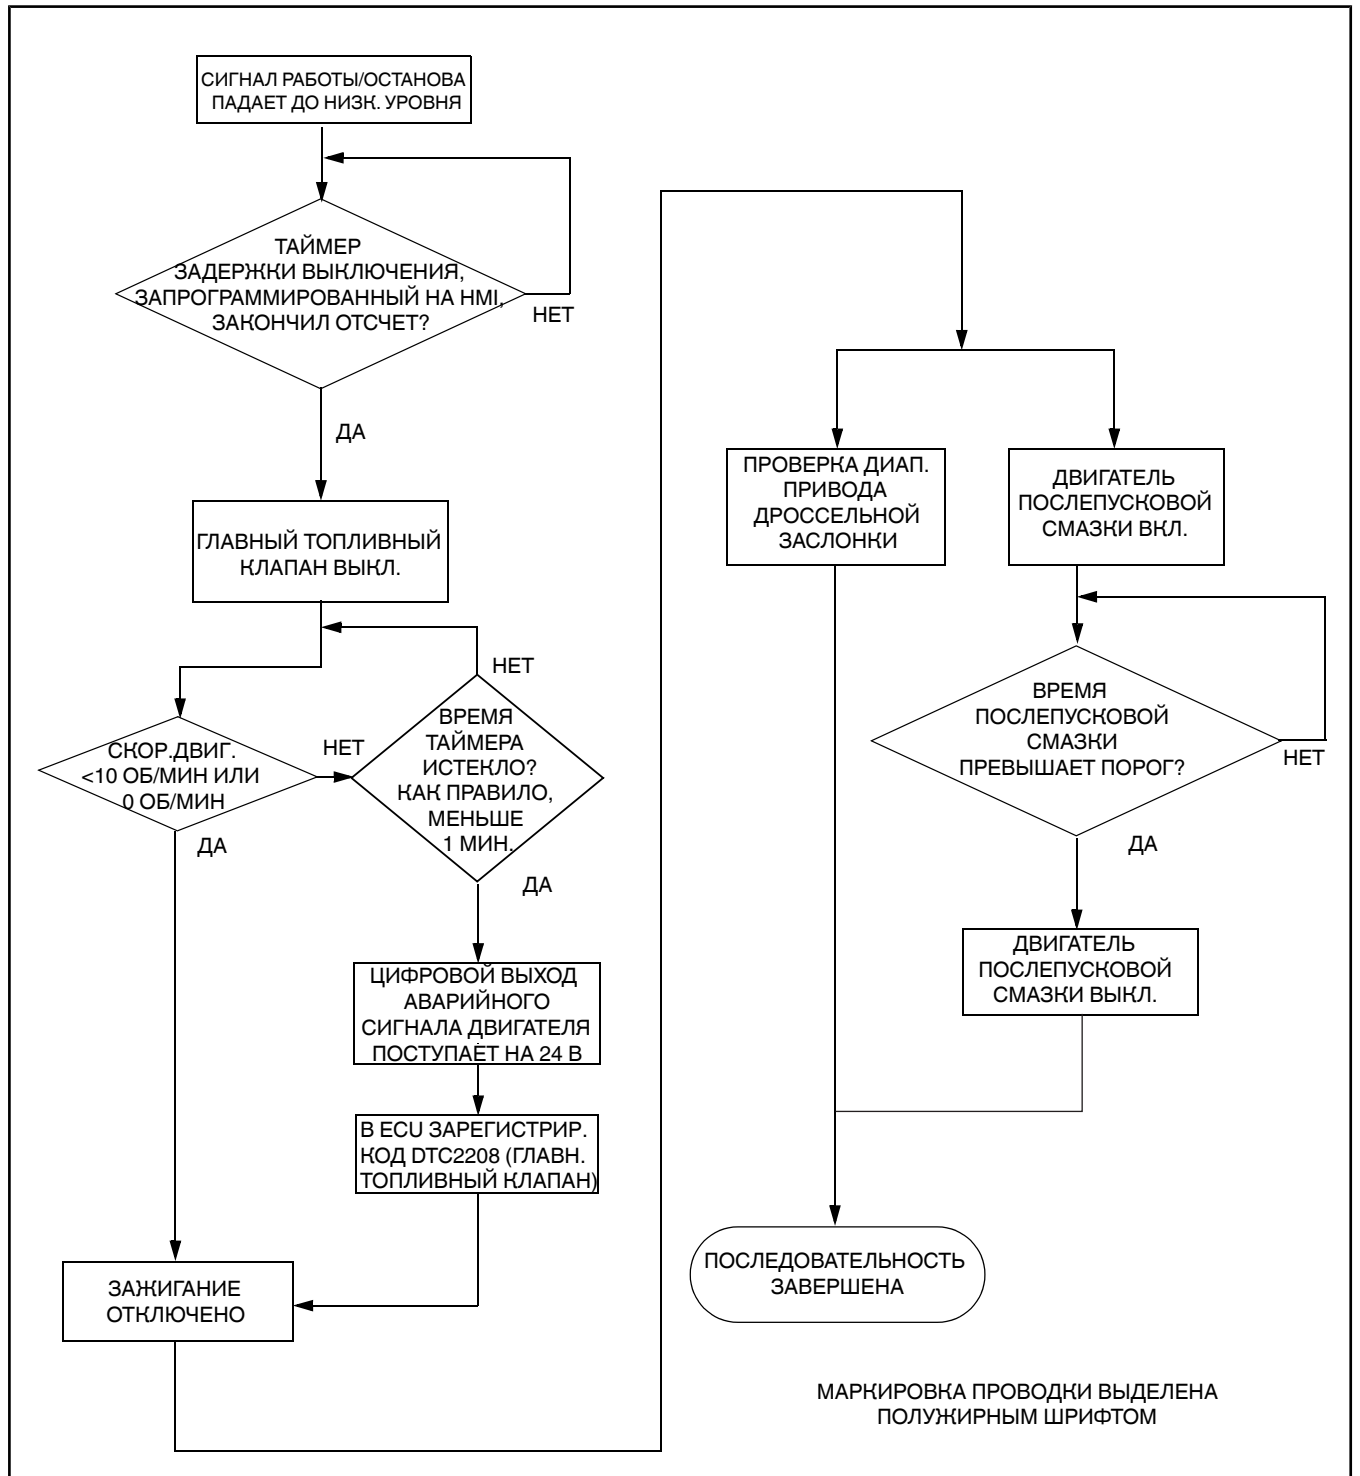 СИГНАЛ РАБОТЫ/ОСТАНОВА
ПАДАЕТ ДО НИЗК. УРОВНЯ
ТАЙМЕР
ЗАДЕРЖКИ ВЫКЛЮЧЕНИЯ,
ЗАПРОГРАММИРОВАННЫЙ НА HMI,
ЗАКОНЧИЛ ОТСЧЕТ?
НЕТ
ДА
ГЛАВНЫЙ ТОПЛИВНЫЙ
КЛАПАН ВЫКЛ.
СКОР.ДВИГ.
<10 ОБ/МИН ИЛИ
0 ОБ/МИН
НЕТ
ДА
НЕТ
ВРЕМЯ
ТАЙМЕРА
ИСТЕКЛО?
КАК ПРАВИЛО,
МЕНЬШЕ
1 МИН.
ДА
ЦИФРОВОЙ ВЫХОД
АВАРИЙНОГО
СИГНАЛА ДВИГАТЕЛЯ
ПОСТУПАЕТ НА 24 В
В ECU ЗАРЕГИСТРИР.
КОД DTC2208 (ГЛАВН.
ТОПЛИВНЫЙ КЛАПАН)
ЗАЖИГАНИЕ
ОТКЛЮЧЕНО
ПРОВЕРКА ДИАП.
ПРИВОДА
ДРОССЕЛЬНОЙ
ЗАСЛОНКИ
ДВИГАТЕЛЬ
ПОСЛЕПУСКОВОЙ
СМАЗКИ ВКЛ.
ВРЕМЯ
ПОСЛЕПУСКОВОЙ
СМАЗКИ
ПРЕВЫШАЕТ ПОРОГ?
НЕТ
ДА
ДВИГАТЕЛЬ
ПОСЛЕПУСКОВОЙ
СМАЗКИ ВЫКЛ.
ПОСЛЕДОВАТЕЛЬНОСТЬ
ЗАВЕРШЕНА
МАРКИРОВКА ПРОВОДКИ ВЫДЕЛЕНА
ПОЛУЖИРНЫМ ШРИФТОМ